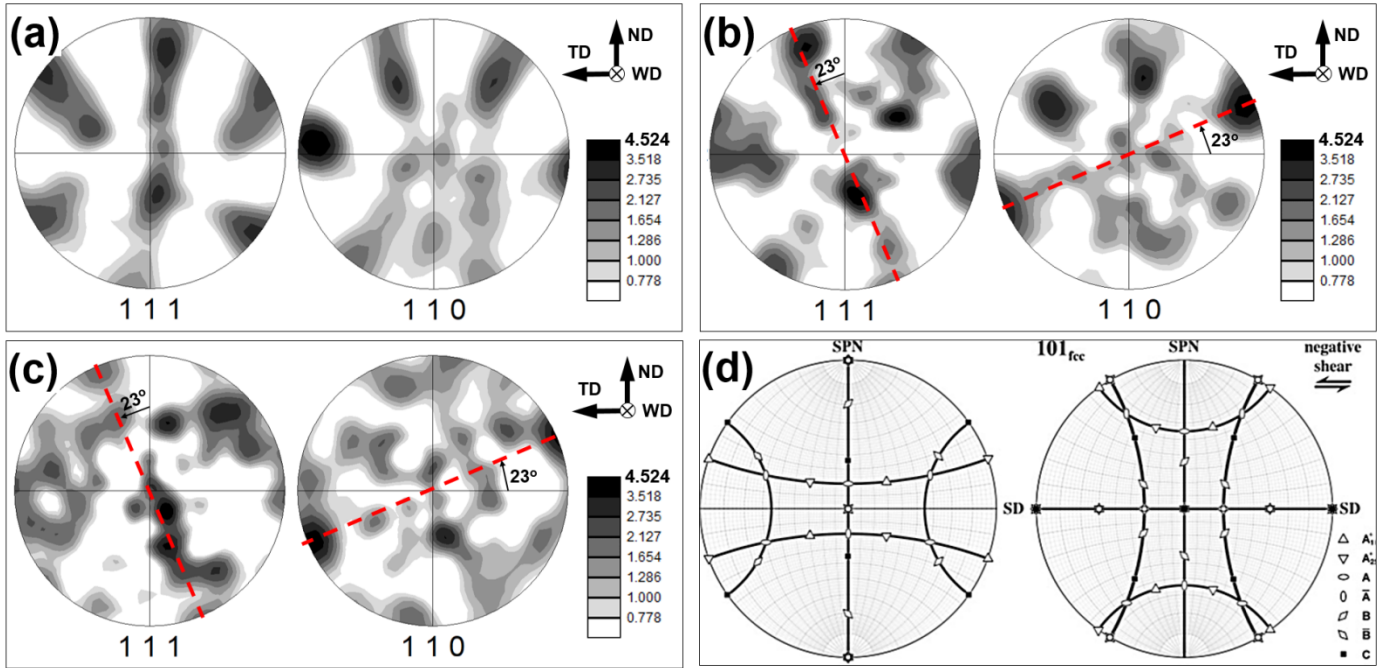 (a)
ND
TD
WD
4.524
3.518
2.735
2.127
1.654
1.286
1.000
0.778
1 1 1
1 1 0
(b)
23°
23°
ND
TD
WD
4.524
3.518
2.735
2.127
1.654
1.286
1.000
0.778
1 1 1
1 1 0
(c)
23°
23°
ND
TD
WD
4.524
3.518
2.735
2.127
1.654
1.286
1.000
0.778
1 1 1
1 1 0
(d)
SPN
101fcc
SPN
negative
shear
SD
SD
A
Ā
B
B̄
C